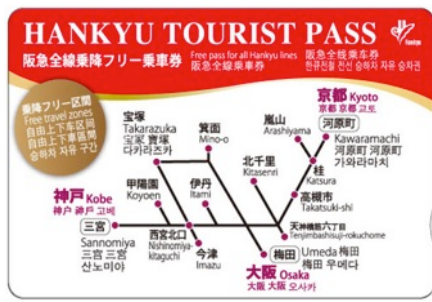 HANKYU TOURIST PASS
阪急全線乗降フリー乗車券
Free pass for all Hankyu lines
阪急全線乗車券
阪急全线乘车券
한큐전철 전선 승하차 자유 승차권
Hankyu
乗降フリー区間
Free travel zones
自由上下车区间
自由上下車區間
승하차 자유 구간
京都 Kyoto
京都 京都 교토
河原町
Kawaramachi
河原町 河原町
가와라마치
嵐山
Arashiyama
箕面
Mino-o
宝塚
Takarazuka
宝冢 寶塚
다카라즈카
北千里
Kitasenri
桂
Katsura
甲陽園
Koyoen
伊丹
Itami
高槻市
Takatsuki-shi
神戸 Kobe
神户 神戶 고베
三宮
Sannomiya
三宫 三宮
산노미야
西宮北口
Nishinomiya-
kitaguchi
今津
Imazu
天神橋筋六丁目
Tenjimbashisuji-rokuchome
梅田
Umeda 梅田
梅田 우메다
大阪 Osaka
大阪 大阪 오사카